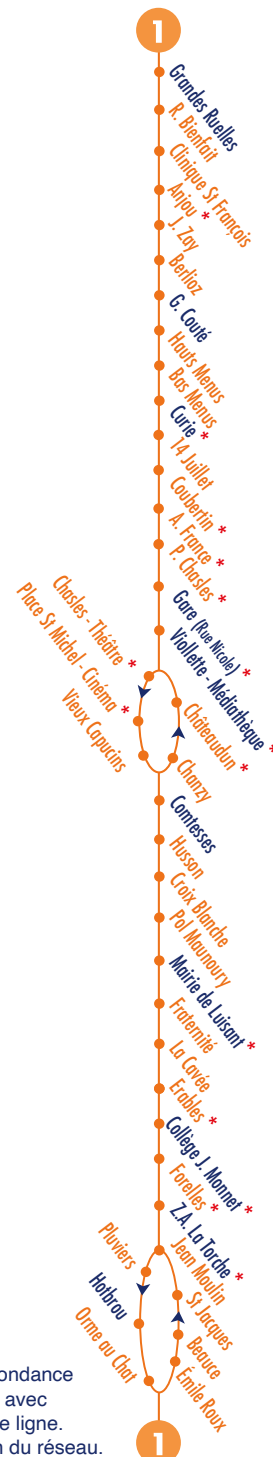 1
Grandes Ruelles
R. Bienfait
Clinique St François
Anjou *
J. Zay
Berlioz
G. Couté
Hauts Menus
Bas Menus
Curie *
14 Juillet
Coubertin *
A. France *
P. Chasles *
Gare (Rue Nicole) *
Viollette - Médiathèque *
Chasles - Théâtre *
Place St Michel - Cinéma *
Vieux Capucins
Châteaudun *
Chanzy
Comtesses
Husson
Croix Blanche
Pol Maunoury
Mairie de Luisant *
Fraternité
La Cavée
Erables *
Collège J. Monnet *
Forelles *
Z.A. La Torche *
Jean Moulin
Pluviers
Hotbrou
Orme au Chat
St Jacques
Beauce
Émile Roux
ondance
avec
e ligne.
n du réseau.
1